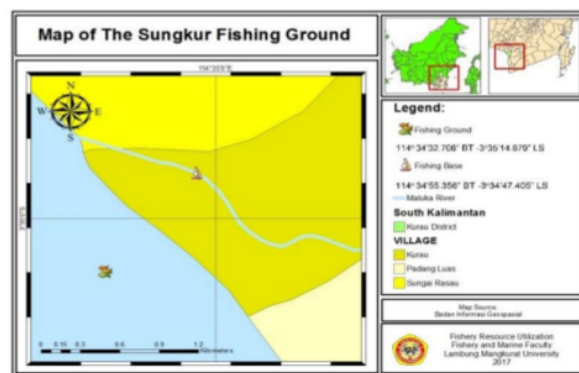 Map of The Sungkur Fishing Ground
N
W
E
S
0 0.15 0.3 0.6 0.9 1.2
Kilometers
Legend:
Fishing Ground
114° 34'32.706" BT -3°35'14.679" LS
Fishing Base
114° 34'55.356" BT -3°34'47.405" LS
Maluka River
South Kalimantan
Kurau District
VILLAGE
Kurau
Padang Luas
Sungai Rasau
Map Source:
Badan Informasi Geospasial
Fishery Resource Utilization
Fishery and Marine Faculty
Lambung Mangkurat University
2017